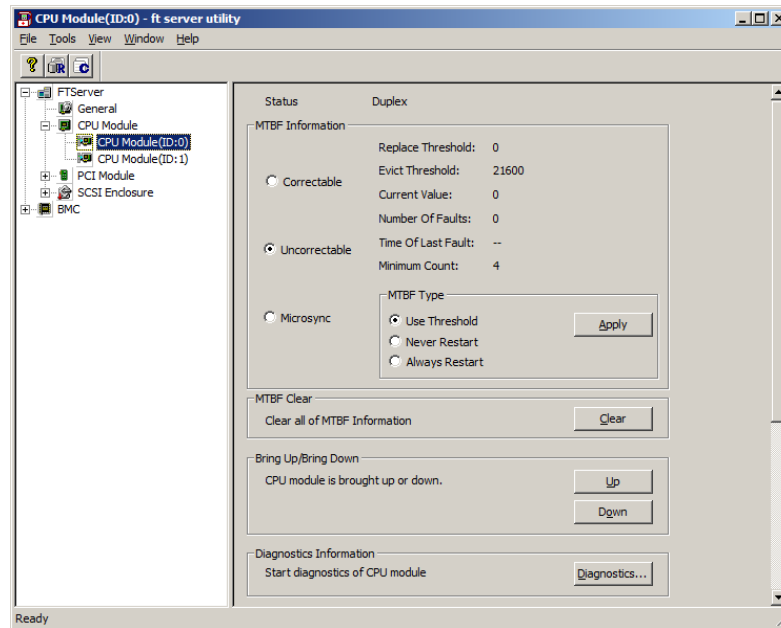 CPU Module(ID:0) - ft server utility
File Tools View Window Help
FTServer
General
CPU Module
CPU Module(ID:0)
CPU Module(ID:1)
PCI Module
SCSI Enclosure
BMC
Status Duplex
MTBF Information
Replace Threshold: 0
Correctable
Evict Threshold: 21600
Current Value: 0
Number Of Faults: 0
Uncorrectable
Time Of Last Fault: --
Minimum Count: 4
Microsync
MTBF Type
Use Threshold
Never Restart
Always Restart
Apply
MTBF Clear
Clear all of MTBF Information
Clear
Bring Up/Bring Down
CPU module is brought up or down.
Up
Down
Diagnostics Information
Start diagnostics of CPU module
Diagnostics...
Ready